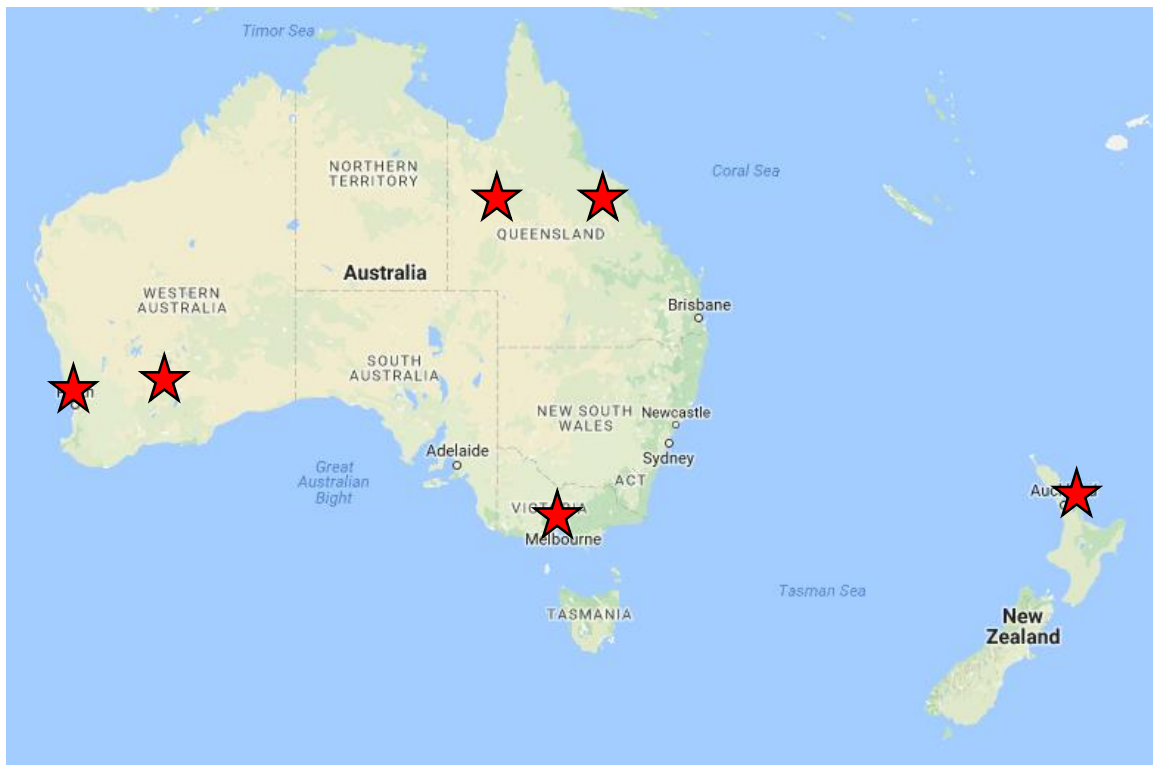 Timor Sea
NORTHERN
TERRITORY
Coral Sea
QUEENSLAND
Australia
WESTERN
AUSTRALIA
Brisbane
SOUTH
AUSTRALIA
NEW SOUTH
WALES
Newcastle
Sydney
Adelaide
Great
Australian
Bight
ACT
Melbourne
Tasman Sea
TASMANIA
New
Zealand